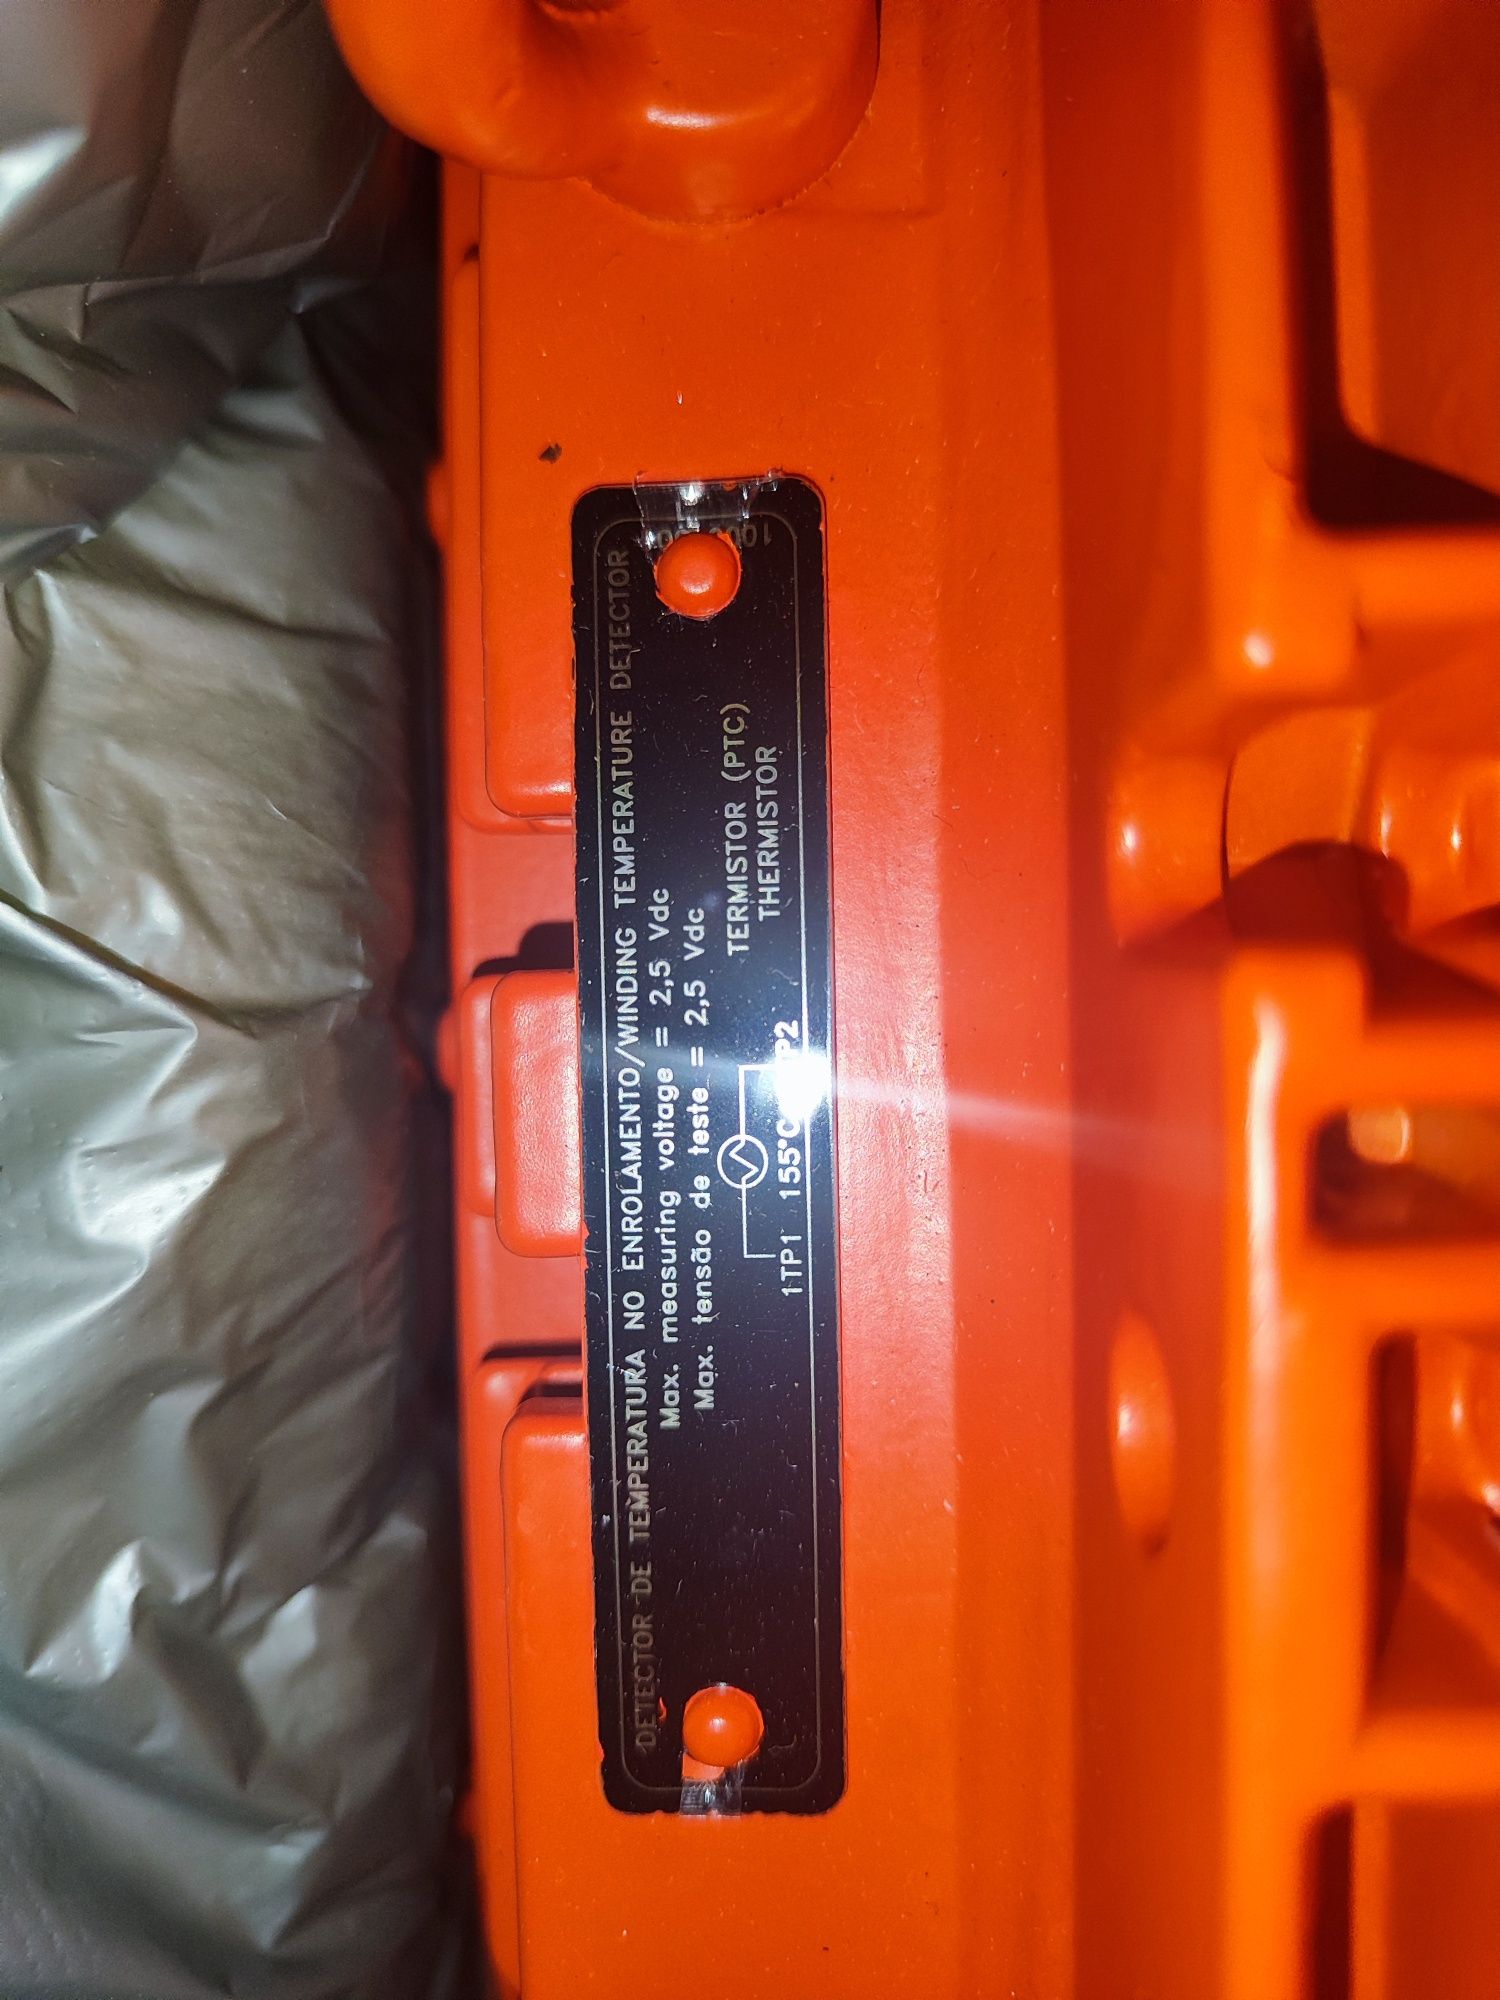 DETECTOR DE TEMPERATURA NO ENROLAMENTO/WINDING TEMPERATURE DETECTOR
Max. measuring voltage = 2,5 Vdc
Max. tensão de teste = 2,5 Vdc
TERMISTOR (PTC)
THERMISTOR
1TP1 155°C